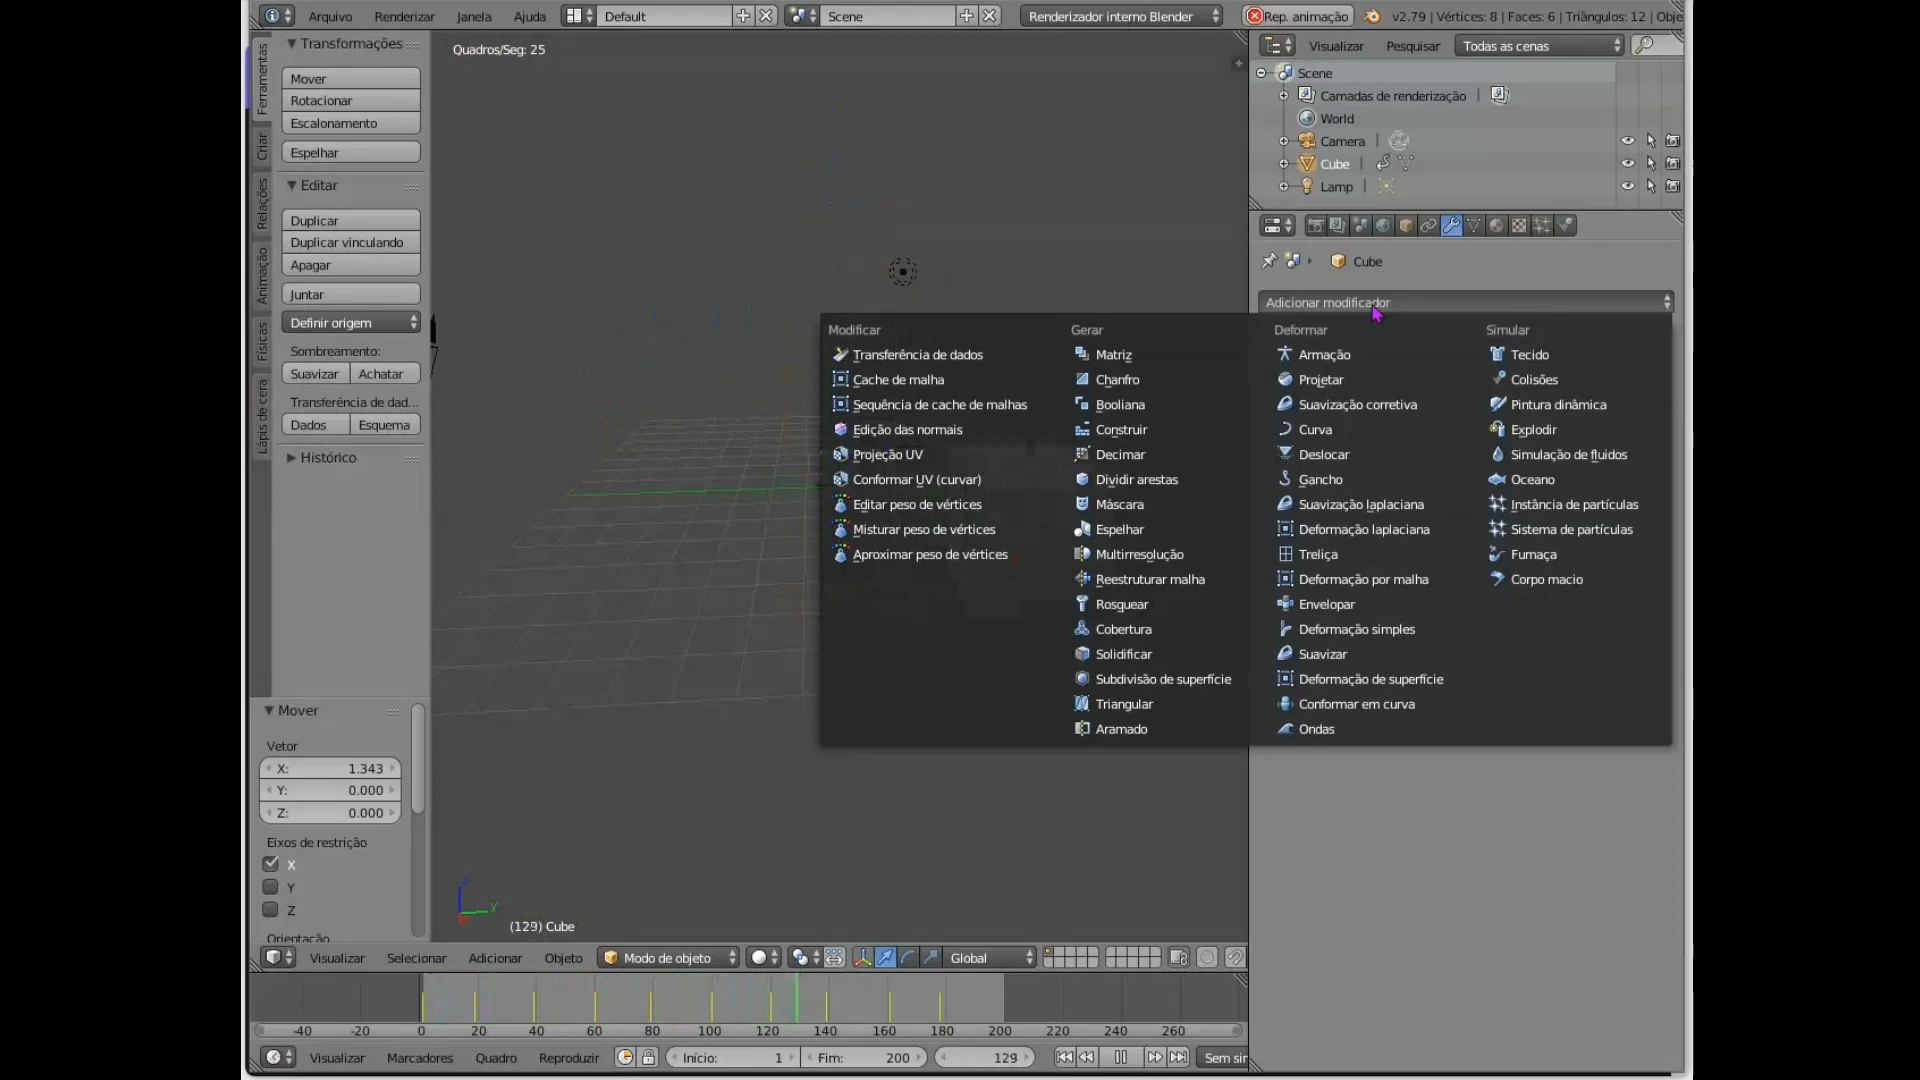 Arquivo Renderizar Janela Ajuda Default Scene Renderizador interno Blender Rep. animação v2.79 | Vértices: 8 | Faces: 6 | Triângulos: 12 | Obje
Ferramentas
Criar
Relações
Animação
Físicas
Lápis de cera
Transformações
Mover
Rotacionar
Escalonamento
Espelhar
Editar
Duplicar
Duplicar vinculando
Apagar
Juntar
Definir origem
Sombreamento:
Suavizar Achatar
Transferência de dad...
Dados Esquema
Histórico
Mover
Vetor
X: 1.343
Y: 0.000
Z: 0.000
Eixos de restrição
X
Y
Z
Orientação
Quadros/Seg: 25
Visualizar Pesquisar Todas as cenas
Scene
Camadas de renderização |
World
Camera |
Cube |
Lamp |
Cube
Adicionar modificador
Modificar
Transferência de dados
Cache de malha
Sequência de cache de malhas
Edição das normais
Projeção UV
Conformar UV (curvar)
Editar peso de vértices
Misturar peso de vértices
Aproximar peso de vértices
Gerar
Matriz
Chanfro
Booliana
Construir
Decimar
Dividir arestas
Máscara
Espelhar
Multirresolução
Reestruturar malha
Rosquear
Cobertura
Solidificar
Subdivisão de superfície
Triangular
Aramado
Deformar
Armação
Projetar
Suavização corretiva
Curva
Deslocar
Gancho
Suavização laplaciana
Deformação laplaciana
Treliça
Deformação por malha
Envelopar
Deformação simples
Suavizar
Deformação de superfície
Conformar em curva
Ondas
Simular
Tecido
Colisões
Pintura dinâmica
Explodir
Simulação de fluidos
Oceano
Instância de partículas
Sistema de partículas
Fumaça
Corpo macio
z
y
(129) Cube
Visualizar Selecionar Adicionar Objeto Modo de objeto Global
-40 -20 0 20 40 60 80 100 120 140 160 180 200 220 240 260
Visualizar Marcadores Quadro Reproduzir Início: 1 Fim: 200 129 Sem sir